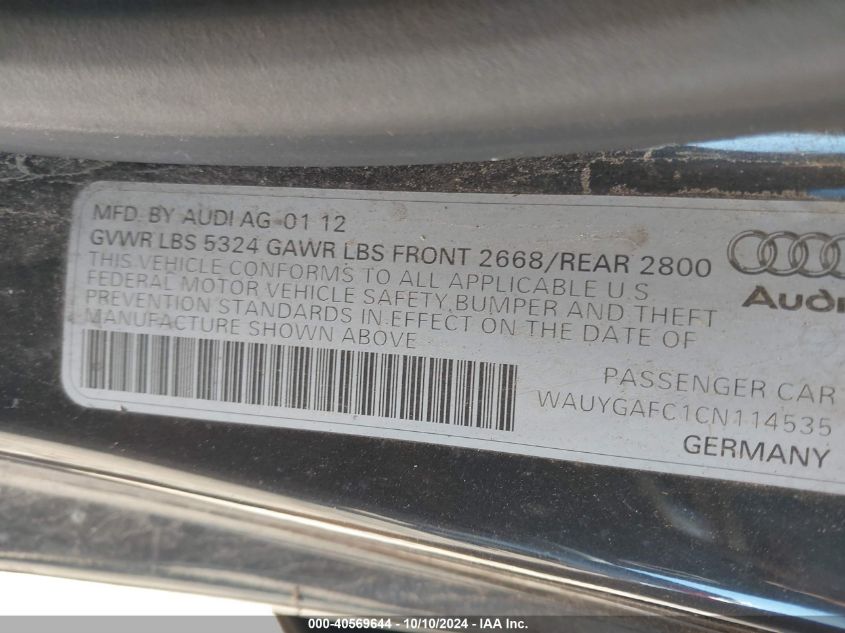 MFD. BY AUDI AG 01 12
GVWR LBS 5324 GAWR LBS FRONT 2668/REAR 2800
THIS VEHICLE CONFORMS TO ALL APPLICABLE U.S.
FEDERAL MOTOR VEHICLE SAFETY, BUMPER AND THEFT
PREVENTION STANDARDS IN EFFECT ON THE DATE OF
MANUFACTURE SHOWN ABOVE
Audi
PASSENGER CAR
WAUYGAFC1CN114535
GERMANY
000-40569644 - 10/10/2024 - IAA Inc.